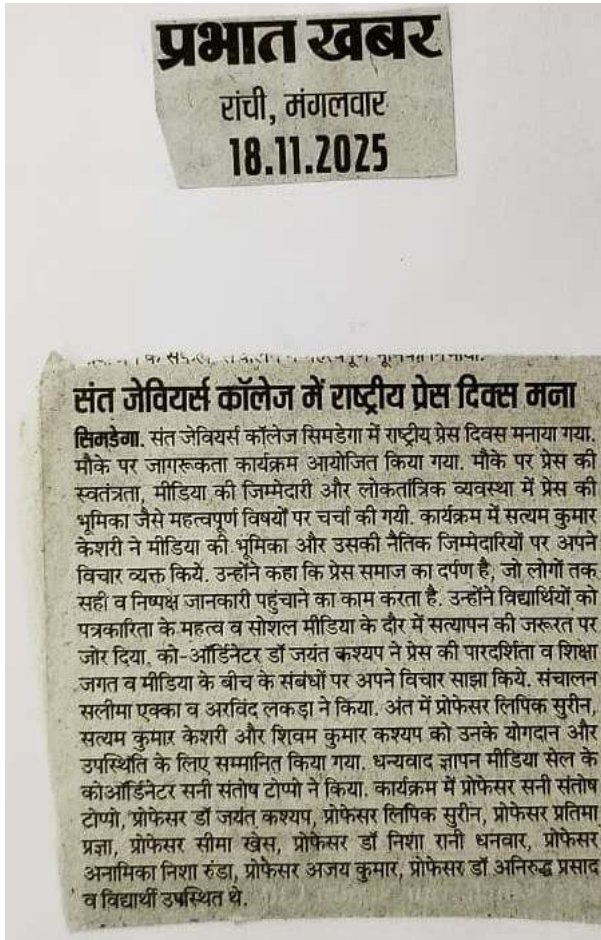 प्रभात खबर
रांची, मंगलवार
18.11.2025
संत जेवियर्स कॉलेज में राष्ट्रीय प्रेस दिवस मना
सिमडेगा. संत जेवियर्स कॉलेज सिमडेगा में राष्ट्रीय प्रेस दिवस मनाया गया.
मौके पर जागरूकता कार्यक्रम आयोजित किया गया. मौके पर प्रेस की
स्वतंत्रता, मीडिया की जिम्मेदारी और लोकतांत्रिक व्यवस्था में प्रेस की
भूमिका जैसे महत्वपूर्ण विषयों पर चर्चा की गयी. कार्यक्रम में सत्यम कुमार
केशरी ने मीडिया की भूमिका और उसकी नैतिक जिम्मेदारियों पर अपने
विचार व्यक्त किये. उन्होंने कहा कि प्रेस समाज का दर्पण है, जो लोगों तक
सही व निष्पक्ष जानकारी पहुंचाने का काम करता है. उन्होंने विद्यार्थियों को
पत्रकारिता के महत्व व सोशल मीडिया के दौर में सत्यापन की जरूरत पर
जोर दिया. को-ऑर्डिनेटर डॉ जयंत कश्यप ने प्रेस की पारदर्शिता व शिक्षा
जगत व मीडिया के बीच के संबंधों पर अपने विचार साझा किये. संचालन
सलीमा एक्का व अरविंद लकड़ा ने किया. अंत में प्रोफेसर लिपिक सुरीन,
सत्यम कुमार केशरी और शिवम कुमार कश्यप को उनके योगदान और
उपस्थिति के लिए सम्मानित किया गया. धन्यवाद ज्ञापन मीडिया सेल के
कोऑर्डिनेटर सनी संतोष टोप्पो ने किया. कार्यक्रम में प्रोफेसर सनी संतोष
टोप्पो, प्रोफेसर डॉ जयंत कश्यप, प्रोफेसर लिपिक सुरीन, प्रोफेसर प्रतिमा
प्रज्ञा, प्रोफेसर सीमा खेस, प्रोफेसर डॉ निशा रानी धनवार, प्रोफेसर
अनामिका निशा रुंडा, प्रोफेसर अजय कुमार, प्रोफेसर डॉ अनिरुद्ध प्रसाद
व विद्यार्थी उपस्थित थे.